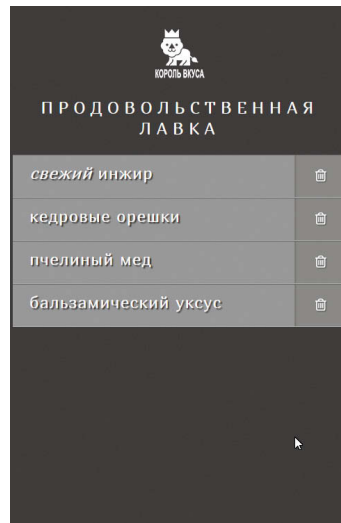 КОРОЛЬ ВКУСА
ПРОДОВОЛЬСТВЕННАЯ
ЛАВКА
свежий инжир
кедровые орешки
пчелиный мед
бальзамический уксус